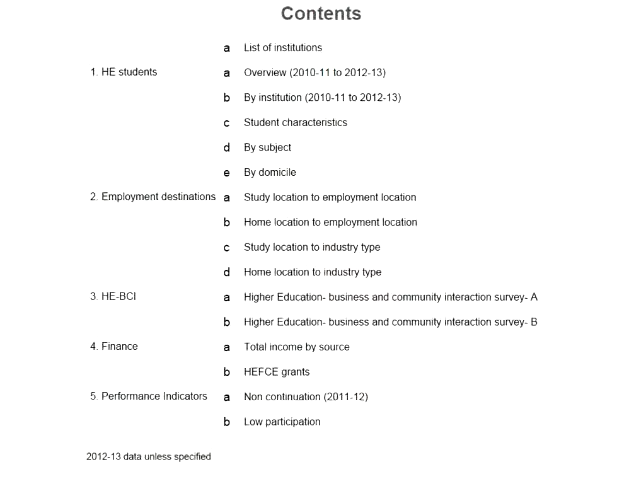 Contents
a List of institutions
1. HE students a Overview (2010-11 to 2012-13)
b By institution (2010-11 to 2012-13)
c Student characteristics
d By subject
e By domicile
2. Employment destinations a Study location to employment location
b Home location to employment location
c Study location to industry type
d Home location to industry type
3. HE-BCI a Higher Education- business and community interaction survey- A
b Higher Education- business and community interaction survey- B
4. Finance a Total income by source
b HEFCE grants
5. Performance Indicators a Non continuation (2011-12)
b Low participation
2012-13 data unless specified